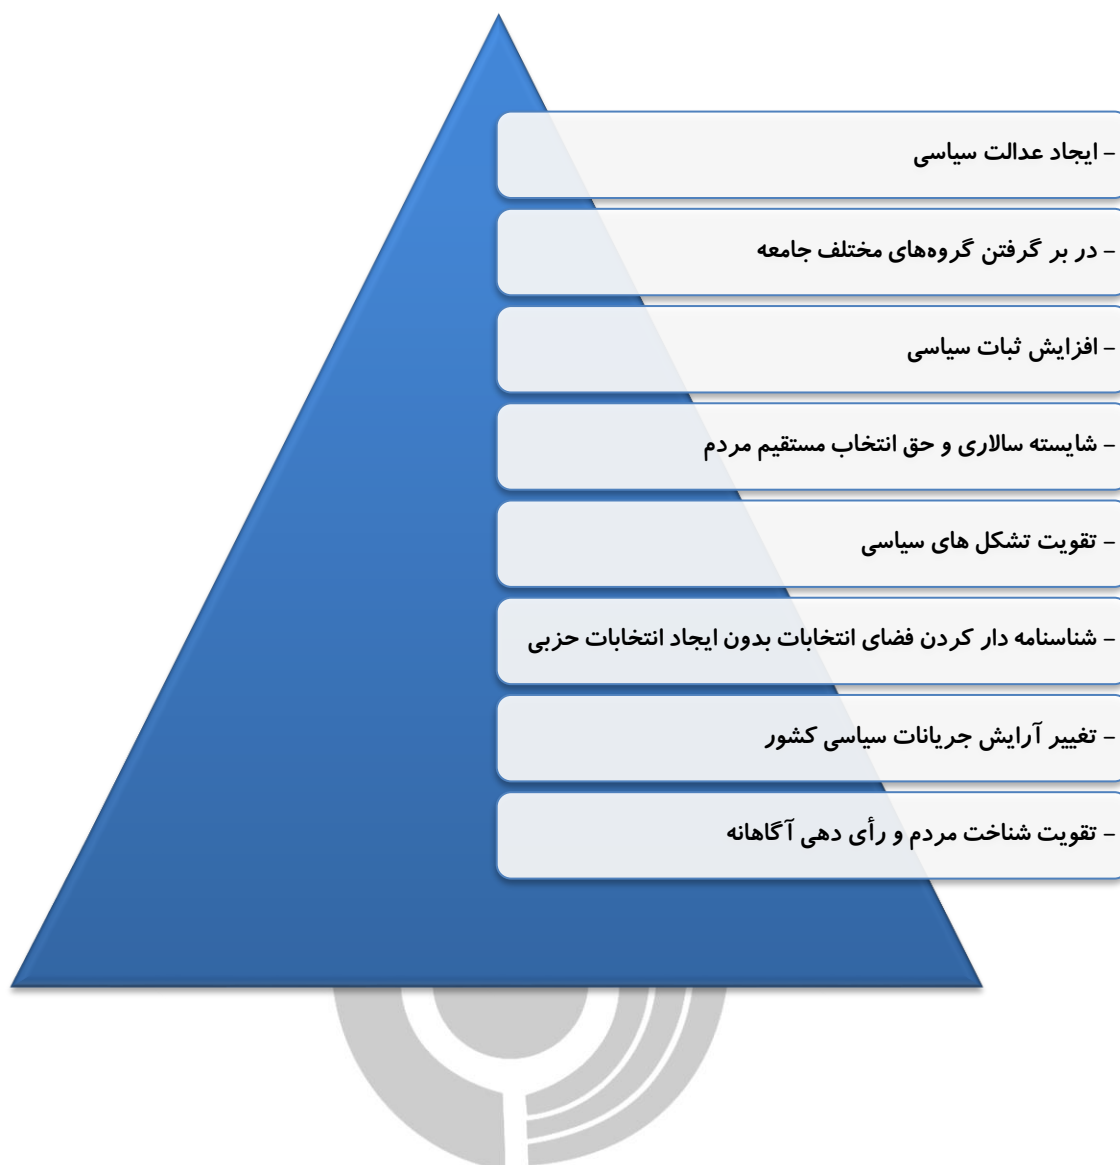 - ایجاد عدالت سیاسی
- در بر گرفتن گروه‌های مختلف جامعه
- افزایش ثبات سیاسی
- شایسته سالاری و حق انتخاب مستقیم مردم
- تقویت تشکل های سیاسی
- شناسنامه دار کردن فضای انتخابات بدون ایجاد انتخابات حزبی
- تغییر آرایش جریانات سیاسی کشور
- تقویت شناخت مردم و رأی دهی آگاهانه